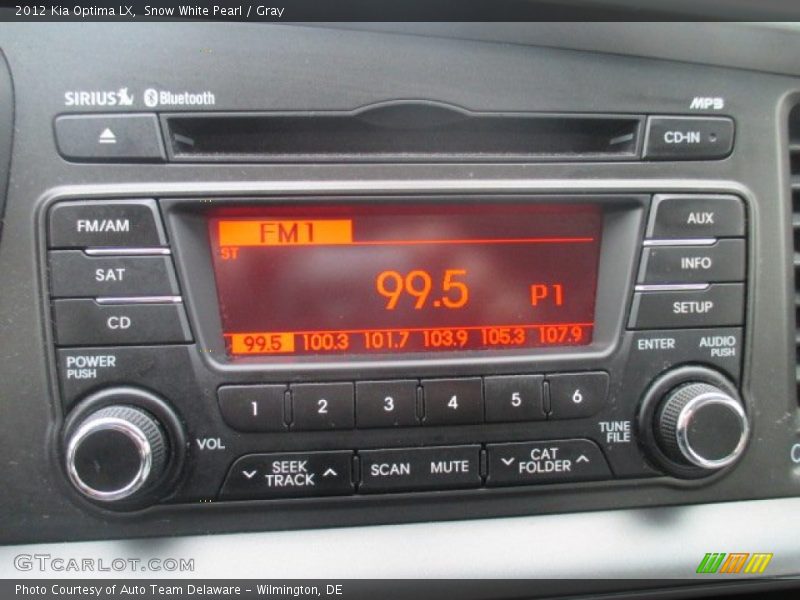 2012 Kia Optima LX, Snow White Pearl / Gray
SIRIUS Bluetooth MP3
CD-IN
FM/AM
SAT
CD
FM1
ST
99.5 P1
99.5 100.3 101.7 103.9 105.3 107.9
AUX
INFO
SETUP
POWER
PUSH
ENTER
AUDIO
PUSH
1 2 3 4 5 6
VOL
TUNE
FILE
SEEK
TRACK
SCAN MUTE
CAT
FOLDER
GTCARLOT.COM
Photo Courtesy of Auto Team Delaware - Wilmington, DE